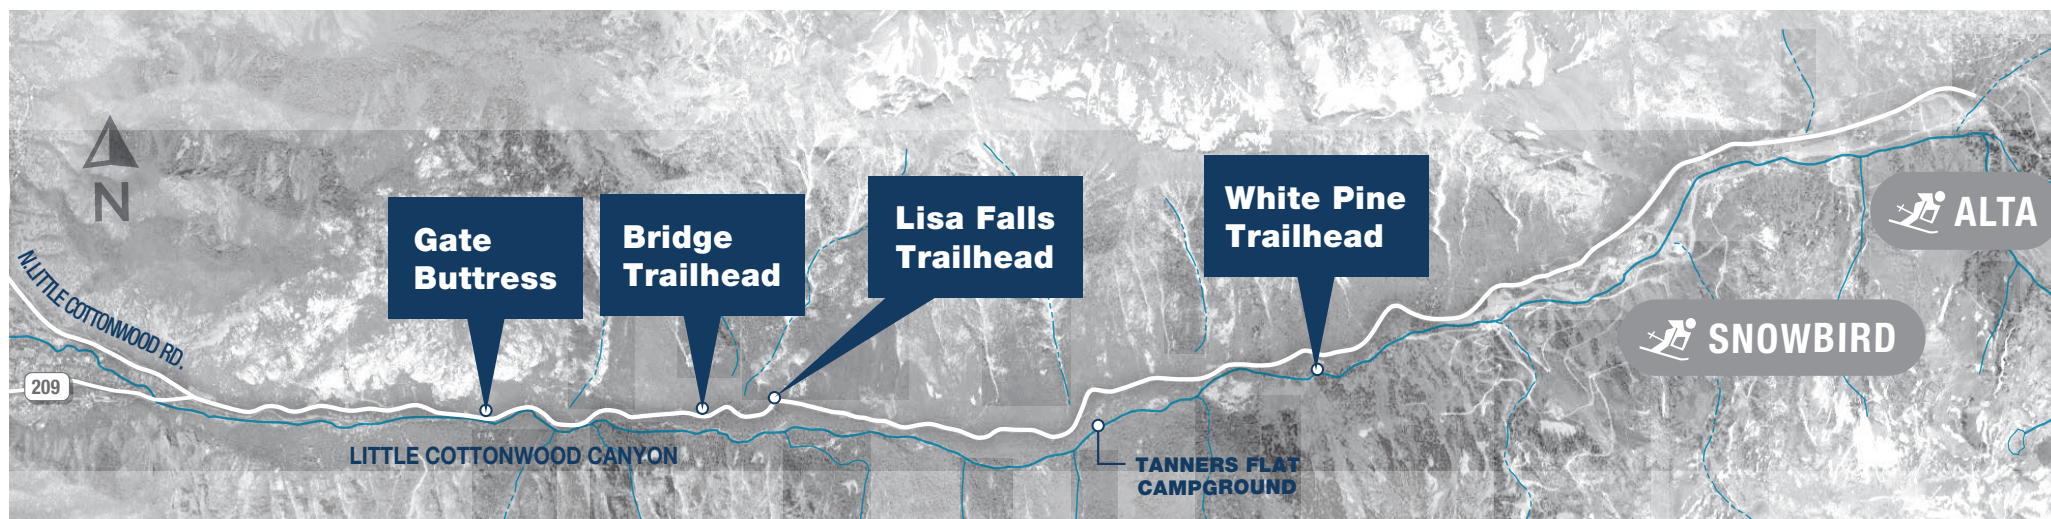 N
N. LITTLE COTTONWOOD RD.
209
Gate
Buttress
Bridge
Trailhead
Lisa Falls
Trailhead
White Pine
Trailhead
ALTA
SNOWBIRD
LITTLE COTTONWOOD CANYON
TANNERS FLAT
CAMPGROUND